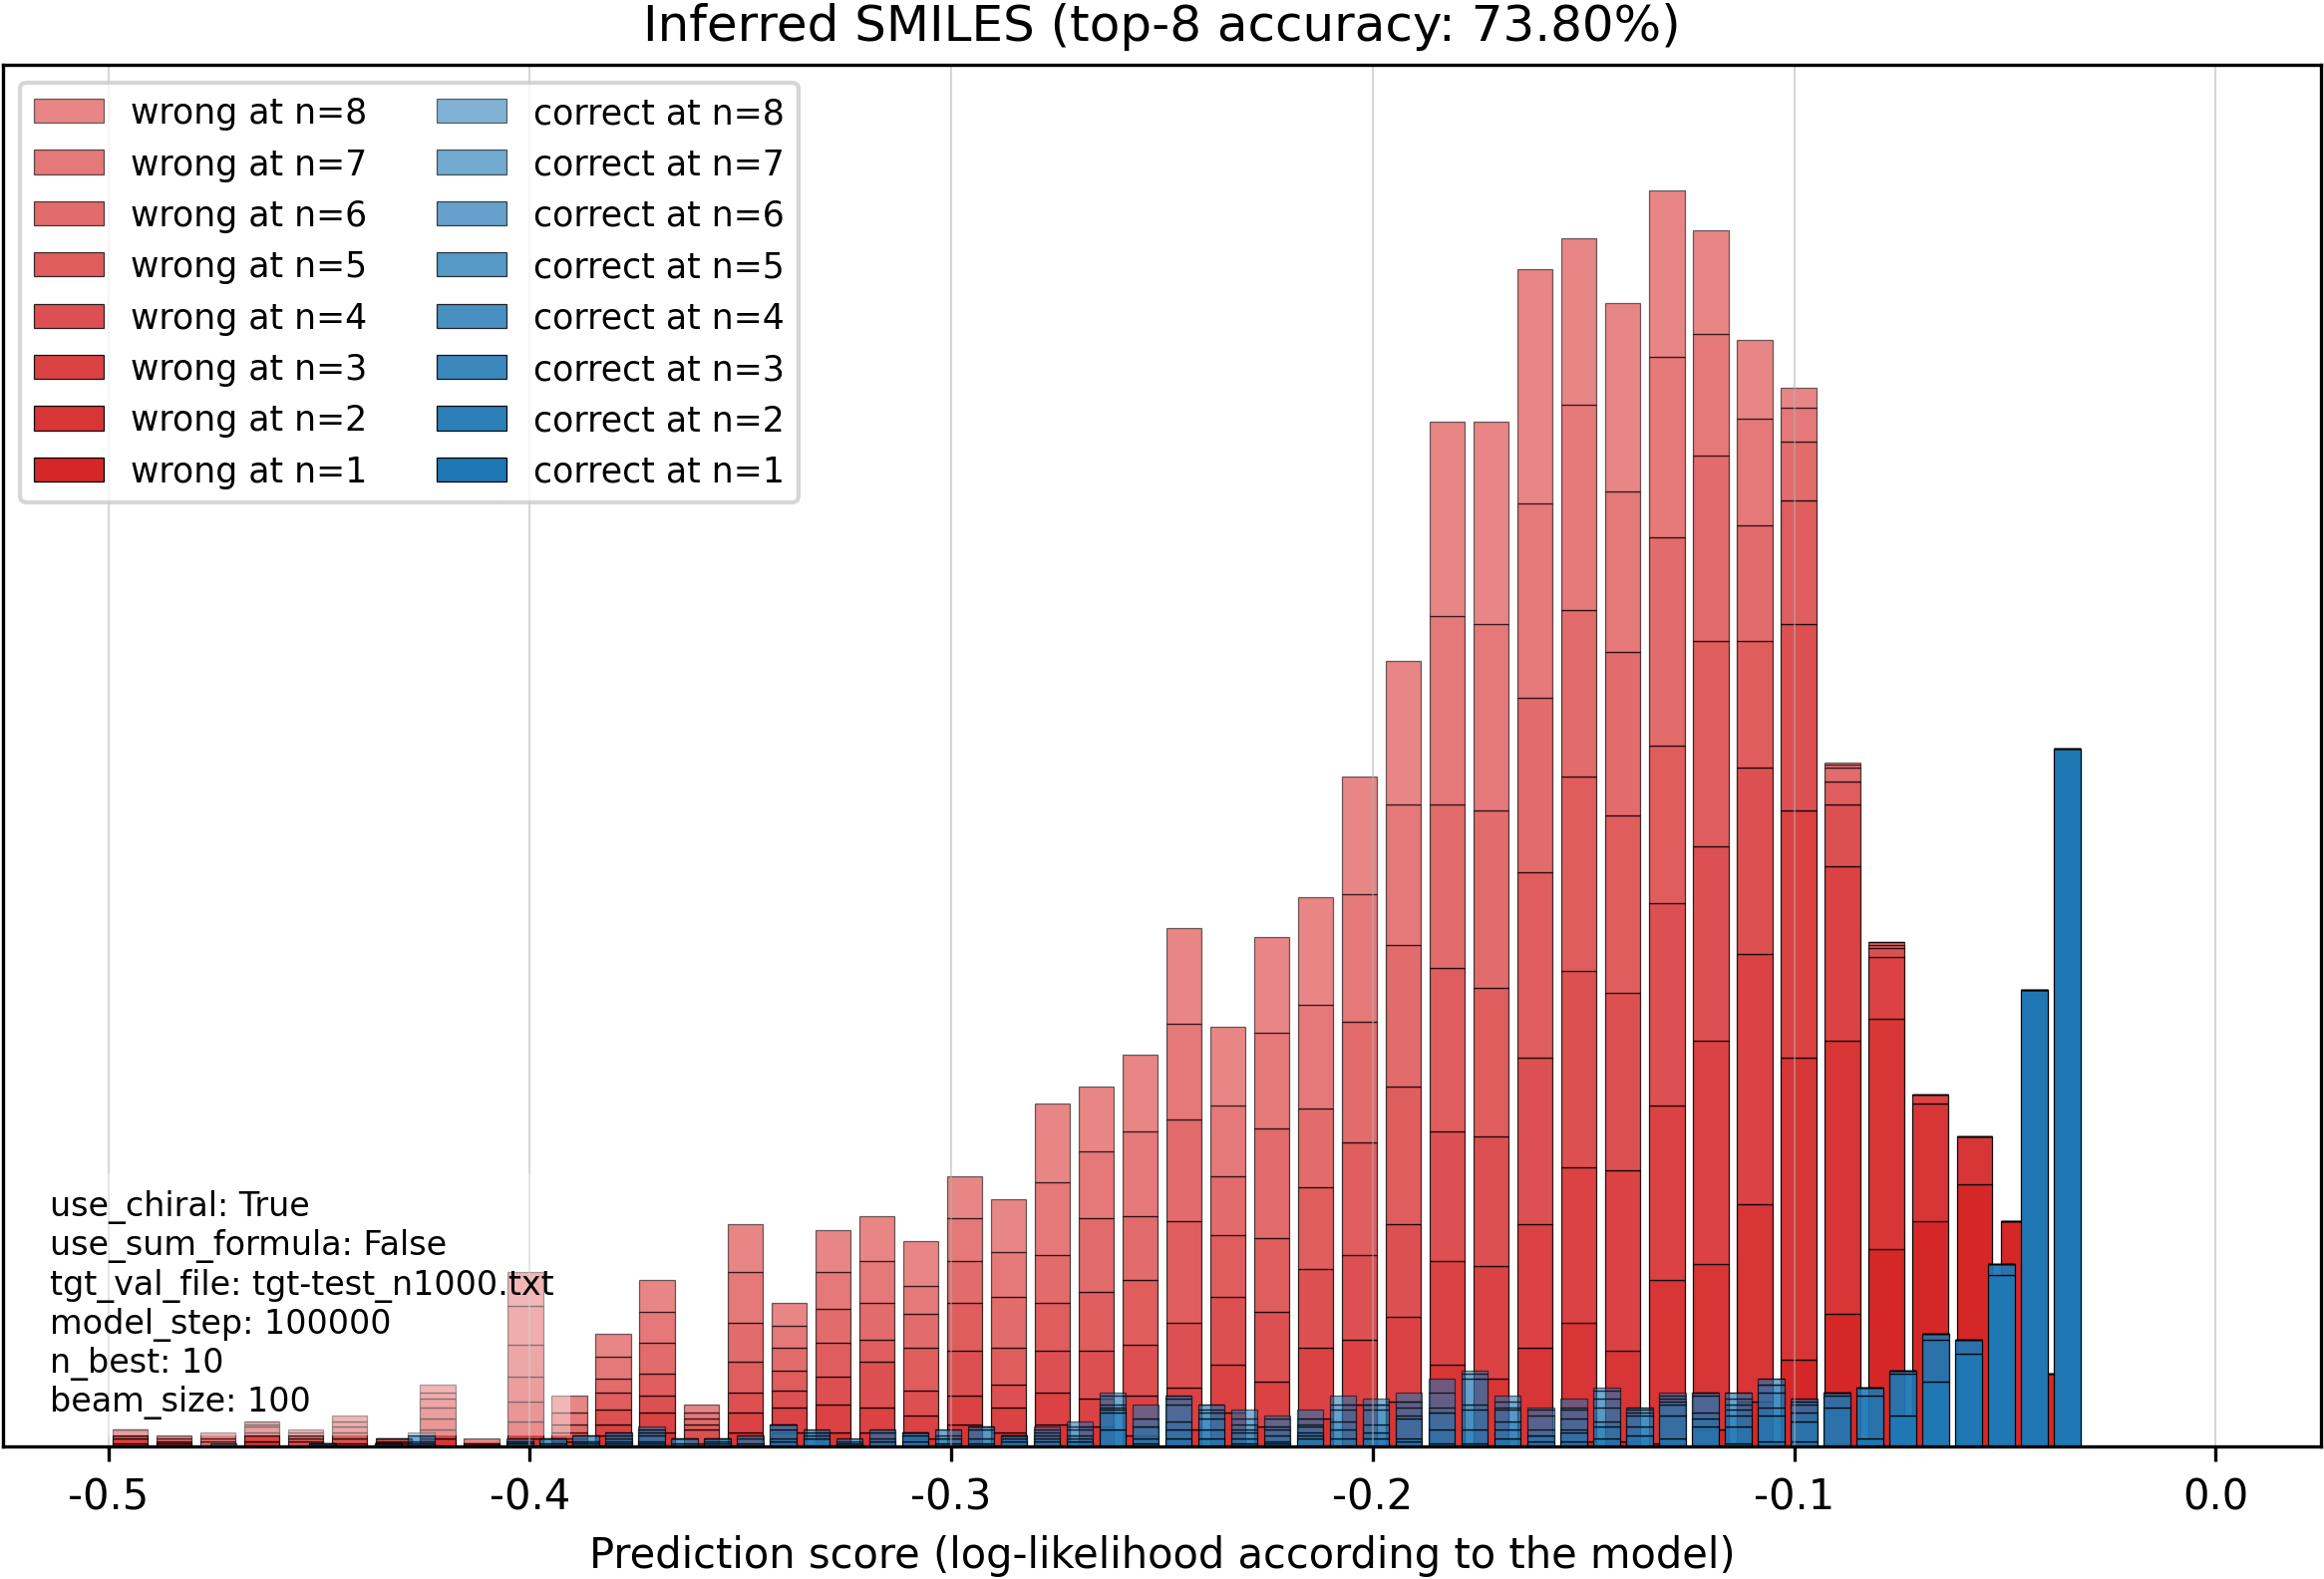 Inferred SMILES (top-8 accuracy: 73.80%)
wrong at n=8
wrong at n=7
wrong at n=6
wrong at n=5
wrong at n=4
wrong at n=3
wrong at n=2
wrong at n=1
correct at n=8
correct at n=7
correct at n=6
correct at n=5
correct at n=4
correct at n=3
correct at n=2
correct at n=1
use_chiral: True
use_sum_formula: False
tgt_val_file: tgt-test_n1000.txt
model_step: 100000
n_best: 10
beam_size: 100
-0.5 -0.4 -0.3 -0.2 -0.1 0.0
Prediction score (log-likelihood according to the model)